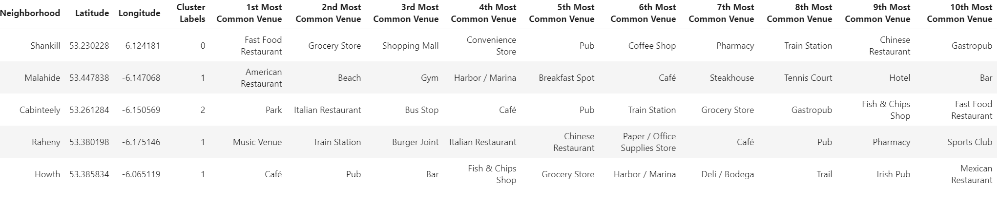 Neighborhood Latitude Longitude Cluster Labels 1st Most Common Venue 2nd Most Common Venue 3rd Most Common Venue 4th Most Common Venue 5th Most Common Venue 6th Most Common Venue 7th Most Common Venue 8th Most Common Venue 9th Most Common Venue 10th Most Common Venue
Shankill 53.230228 -6.124181 0 Fast Food Restaurant Grocery Store Shopping Mall Convenience Store Pub Coffee Shop Pharmacy Train Station Chinese Restaurant Gastropub
Malahide 53.447838 -6.147068 1 American Restaurant Beach Gym Harbor / Marina Breakfast Spot Café Steakhouse Tennis Court Hotel Bar
Cabinteely 53.261284 -6.150569 2 Park Italian Restaurant Bus Stop Café Pub Train Station Grocery Store Gastropub Fish & Chips Shop Fast Food Restaurant
Raheny 53.380198 -6.175146 1 Music Venue Train Station Burger Joint Italian Restaurant Chinese Restaurant Paper / Office Supplies Store Café Pub Pharmacy Sports Club
Howth 53.385834 -6.065119 1 Café Pub Bar Fish & Chips Shop Grocery Store Harbor / Marina Deli / Bodega Trail Irish Pub Mexican Restaurant